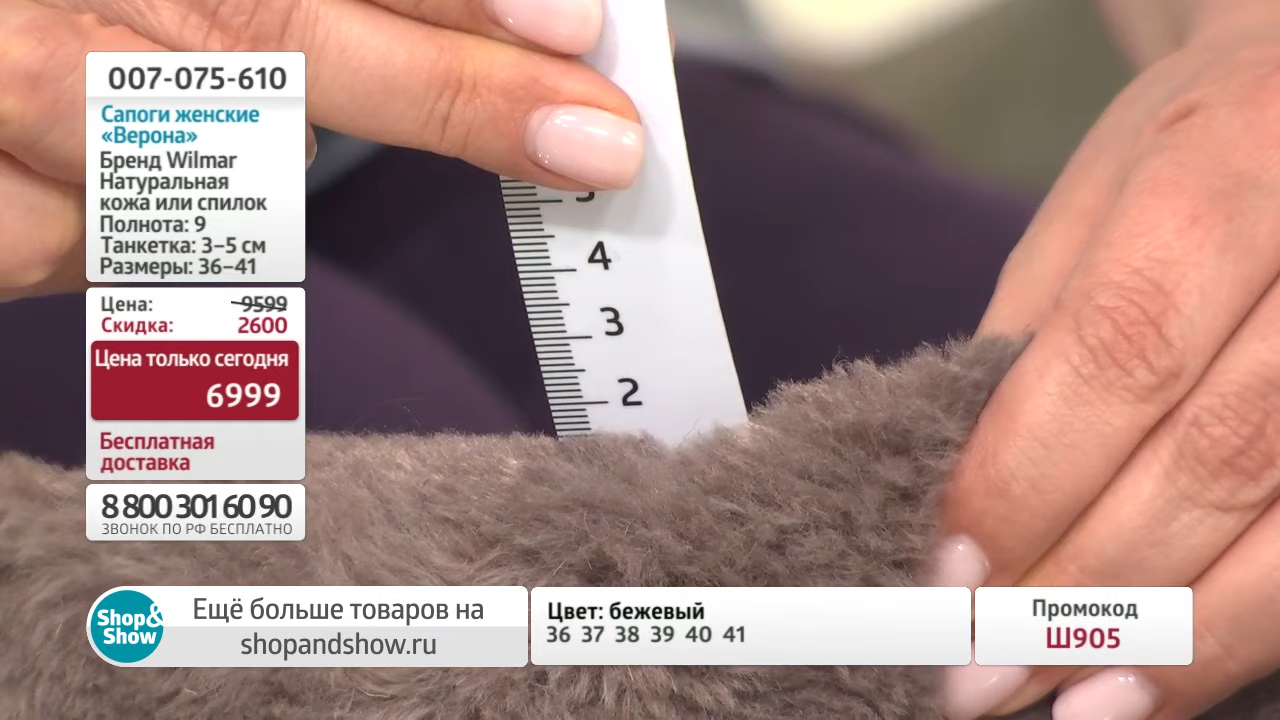 007-075-610
Сапоги женские
«Верона»
Бренд Wilmar
Натуральная
кожа или спилок
Полнота: 9
Танкетка: 3–5 см
Размеры: 36–41
Цена: 9599
Скидка: 2600
Цена только сегодня
6999
Бесплатная
доставка
8 800 301 60 90
ЗВОНОК ПО РФ БЕСПЛАТНО
4
3
2
Shop&
Show
Ещё больше товаров на
shopandshow.ru
Цвет: бежевый
36 37 38 39 40 41
Промокод
Ш905